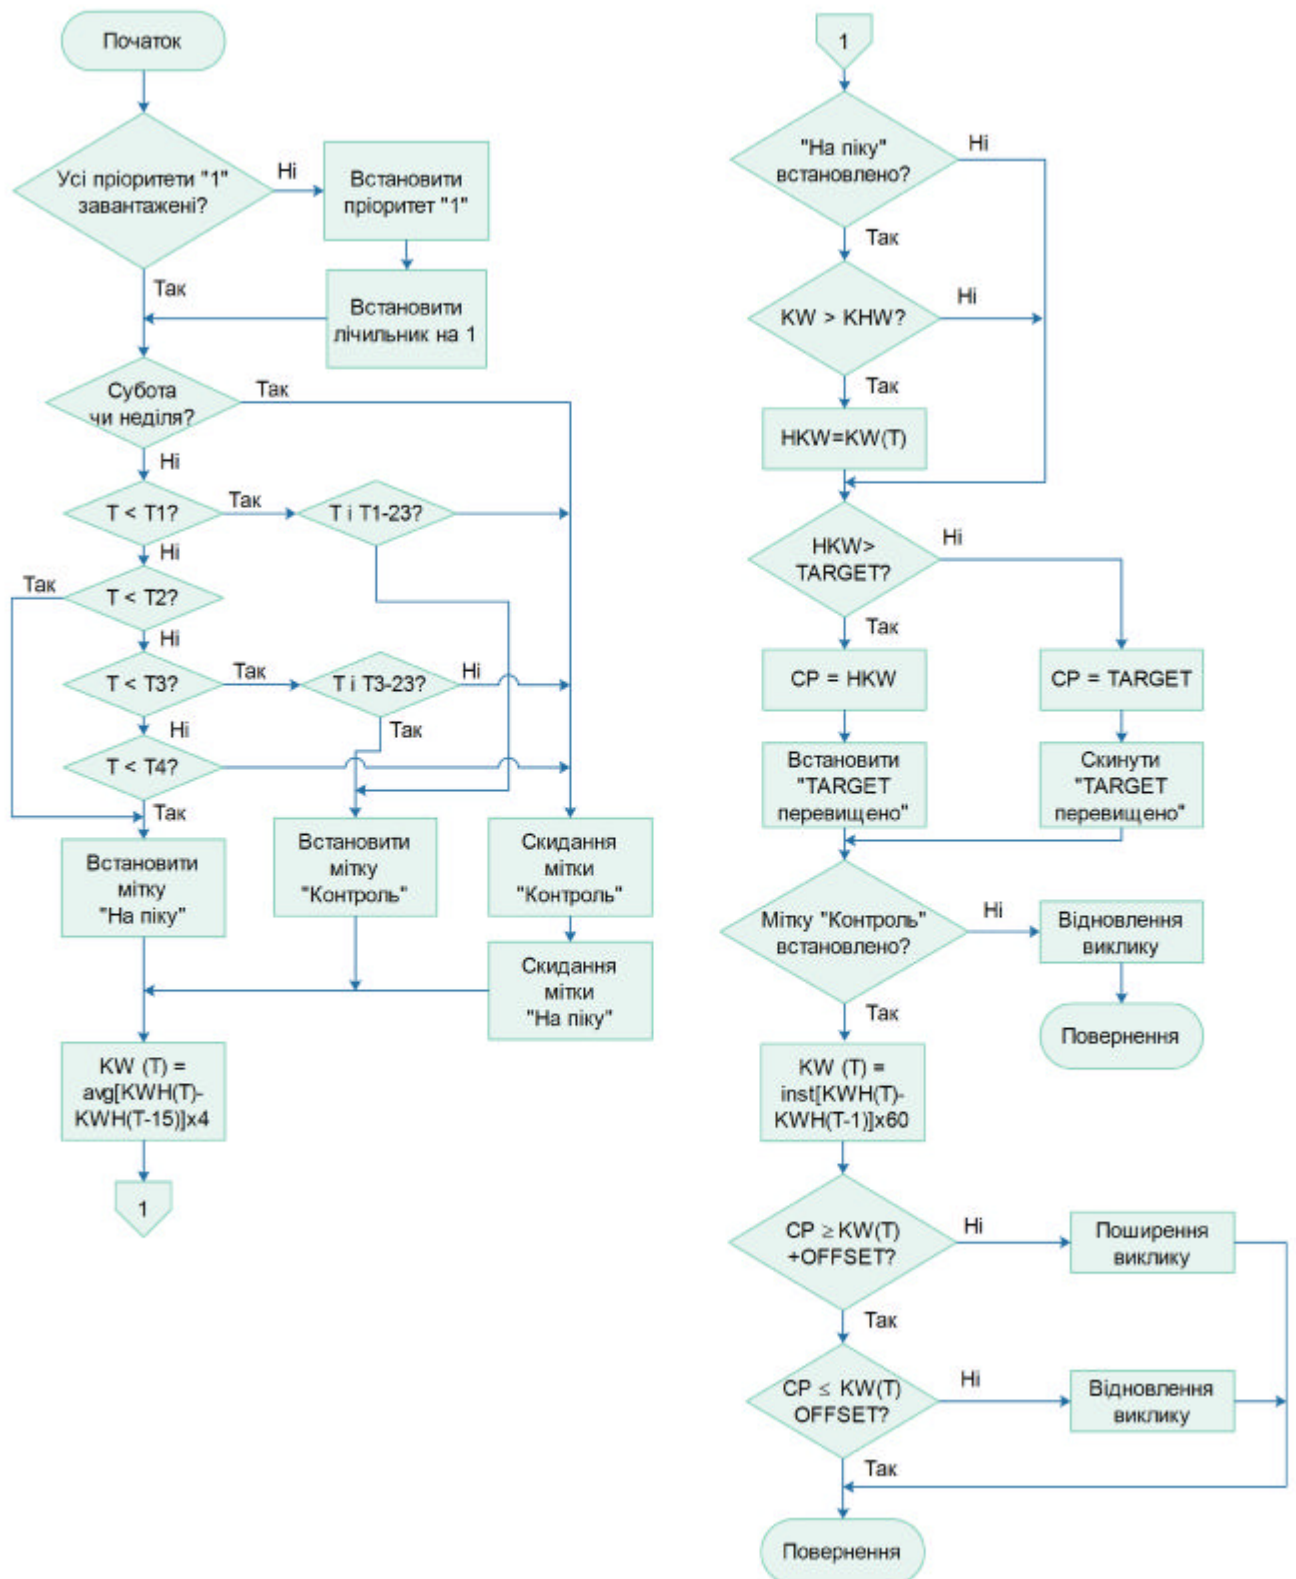 Початок
Усі пріоритети "1"
завантажені?
Ні
Встановити
пріоритет "1"
Так
Встановити
лічильник на 1
Субота
чи неділя?
Так
Ні
T < T1?
Так
T і T1-23?
Ні
Так
T < T2?
Ні
T < T3?
Так
T і T3-23?
Ні
Ні
Так
T < T4?
Так
Встановити
мітку
"На піку"
Встановити
мітку
"Контроль"
Скидання
мітки
"Контроль"
Скидання
мітки
"На піку"
KW (T) =
avg[KWH(T)-
KWH(T-15)]x4
1
1
"На піку"
встановлено?
Ні
Так
KW > KHW?
Ні
Так
HKW=KW(T)
HKW>
TARGET?
Ні
Так
CP = HKW
CP = TARGET
Встановити
"TARGET
перевищено"
Скинути
"TARGET
перевищено"
Мітку "Контроль"
встановлено?
Ні
Відновлення
виклику
Так
Повернення
KW (T) =
inst[KWH(T)-
KWH(T-1)]x60
CP ≥ KW(T)
+OFFSET?
Ні
Поширення
виклику
Так
CP ≤ KW(T)
OFFSET?
Ні
Відновлення
виклику
Так
Повернення